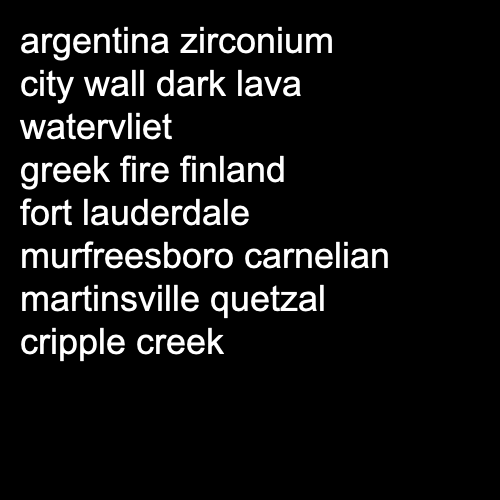 argentina zirconium
city wall dark lava
watervliet
greek fire finland
fort lauderdale
murfreesboro carnelian
martinsville quetzal
cripple creek